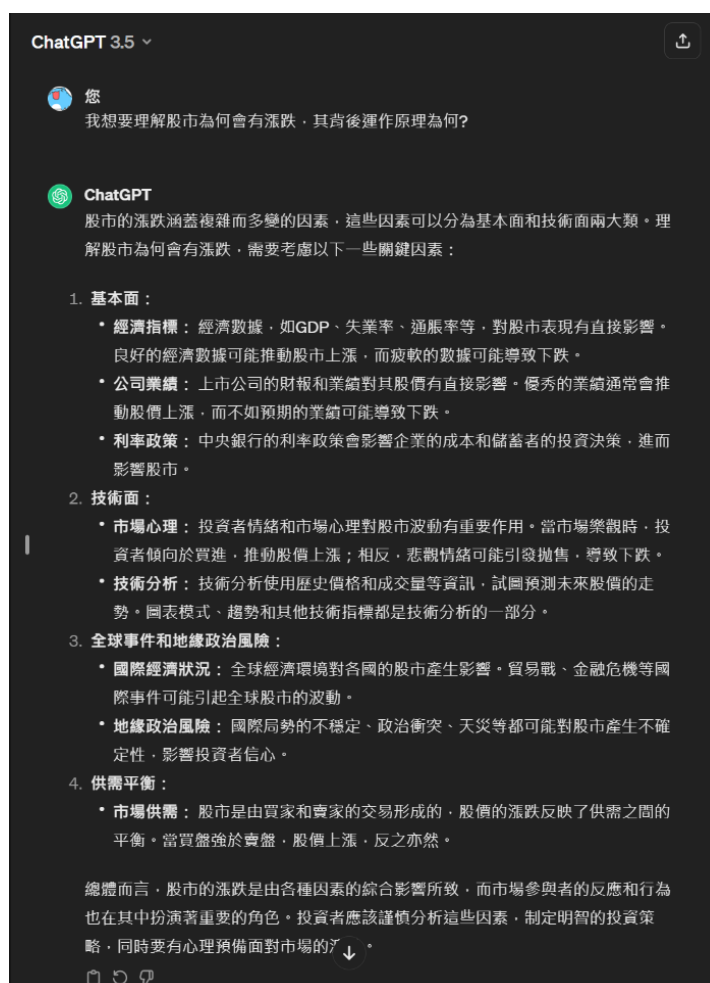 ChatGPT 3.5
您
我想要理解股市為何會有漲跌，其背後運作原理為何?
ChatGPT
股市的漲跌涵蓋複雜而多變的因素，這些因素可以分為基本面和技術面兩大類。理
解股市為何會有漲跌，需要考慮以下一些關鍵因素：
1. 基本面：
• 經濟指標： 經濟數據，如GDP、失業率、通脹率等，對股市表現有直接影響。
良好的經濟數據可能推動股市上漲，而疲軟的數據可能導致下跌。
• 公司業績： 上市公司的財報和業績對其股價有直接影響。優秀的業績通常會推
動股價上漲，而不如預期的業績可能導致下跌。
• 利率政策： 中央銀行的利率政策會影響企業的成本和儲蓄者的投資決策，進而
影響股市。
2. 技術面：
• 市場心理： 投資者情緒和市場心理對股市波動有重要作用。當市場樂觀時，投
資者傾向於買進，推動股價上漲；相反，悲觀情緒可能引發拋售，導致下跌。
• 技術分析： 技術分析使用歷史價格和成交量等資訊，試圖預測未來股價的走
勢。圖表模式、趨勢和其他技術指標都是技術分析的一部分。
3. 全球事件和地緣政治風險：
• 國際經濟狀況： 全球經濟環境對各國的股市產生影響。貿易戰、金融危機等國
際事件可能引起全球股市的波動。
• 地緣政治風險： 國際局勢的不穩定、政治衝突、天災等都可能對股市產生不確
定性，影響投資者信心。
4. 供需平衡：
• 市場供需： 股市是由買家和賣家的交易形成的，股價的漲跌反映了供需之間的
平衡。當買盤強於賣盤，股價上漲，反之亦然。
總體而言，股市的漲跌是由各種因素的綜合影響所致，而市場參與者的反應和行為
也在其中扮演著重要的角色。投資者應該謹慎分析這些因素，制定明智的投資策
略，同時要有心理預備面對市場的。